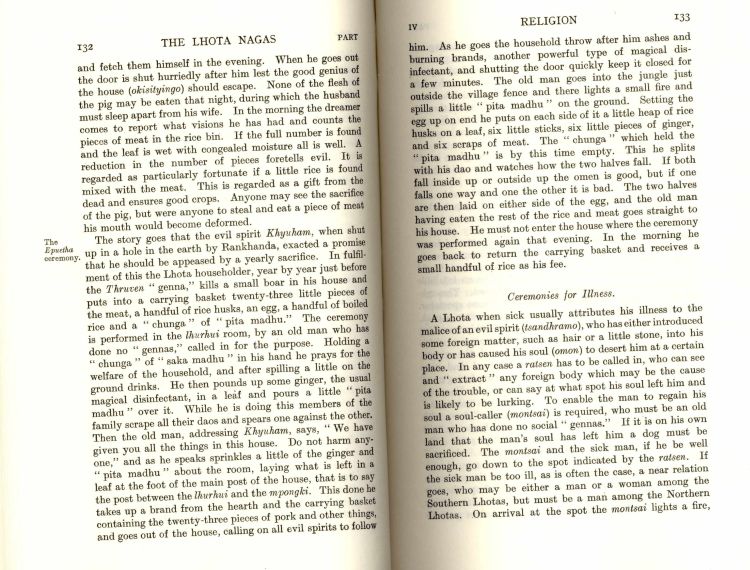 132 THE LHOTA NAGAS PART
and fetch them himself in the evening. When he goes out
the door is shut hurriedly after him lest the good genius of
the house (okisityingo) should escape. None of the flesh of
the pig may be eaten that night, during which the husband
must sleep apart from his wife. In the morning the dreamer
comes to report what visions he has had and counts the
pieces of meat in the rice bin. If the full number is found
and the leaf is wet with congealed moisture all is well. A
reduction in the number of pieces foretells evil. It is
regarded as particularly fortunate if a little rice is found
mixed with the meat. This is regarded as a gift from the
dead and ensures good crops. Anyone may see the sacrifice
of the pig, but were anyone to steal and eat a piece of meat
his mouth would become deformed.
The
Epuetha
ceremony.
The story goes that the evil spirit Khyuham, when shut
up in a hole in the earth by Rankhanda, exacted a promise
that he should be appeased by a yearly sacrifice. In fulfil-
ment of this the Lhota householder, year by year just before
the Thruven “ genna,” kills a small boar in his house and
puts into a carrying basket twenty-three little pieces of
the meat, a handful of rice husks, an egg, a handful of boiled
rice and a “ chunga ” of “ pita madhu.” The ceremony
is performed in the lhurhui room, by an old man who has
done no “ gennas,” called in for the purpose. Holding a
“ chunga ” of “ saka madhu ” in his hand he prays for the
welfare of the household, and after spilling a little on the
ground drinks. He then pounds up some ginger, the usual
magical disinfectant, in a leaf and pours a little “ pita
madhu ” over it. While he is doing this members of the
family scrape all their daos and spears one against the other.
Then the old man, addressing Khyuham, says, “ We have
given you all the things in this house. Do not harm any-
one,” and as he speaks sprinkles a little of the ginger and
“ pita madhu ” about the room, laying what is left in a
leaf at the foot of the main post of the house, that is to say
the post between the lhurhui and the mpongki. This done he
takes up a brand from the hearth and the carrying basket
containing the twenty-three pieces of pork and other things,
and goes out of the house, calling on all evil spirits to follow
IV RELIGION 133
him. As he goes the household throw after him ashes and
burning brands, another powerful type of magical dis-
infectant, and shutting the door quickly keep it closed for
a few minutes. The old man goes into the jungle just
outside the village fence and there lights a small fire and
spills a little “ pita madhu ” on the ground. Setting the
egg up on end he puts on each side of it a little heap of rice
husks on a leaf, six little sticks, six little pieces of ginger,
and six scraps of meat. The “ chunga ” which held the
“ pita madhu ” is by this time empty. This he splits
with his dao and watches how the two halves fall. If both
fall inside up or outside up the omen is good, but if one
falls one way and one the other it is bad. The two halves
are then laid on either side of the egg, and the old man
having eaten the rest of the rice and meat goes straight to
his house. He must not enter the house where the ceremony
was performed again that evening. In the morning he
goes back to return the carrying basket and receives a
small handful of rice as his fee.
Ceremonies for Illness.
A Lhota when sick usually attributes his illness to the
malice of an evil spirit (tsandhramo), who has either introduced
some foreign matter, such as hair or a little stone, into his
body or has caused his soul (omon) to desert him at a certain
place. In any case a ratsen has to be called in, who can see
and “ extract ” any foreign body which may be the cause
of the trouble, or can say at what spot his soul left him and
is likely to be lurking. To enable the man to regain his
soul a soul-caller (montsai) is required, who must be an old
man who has done no social “ gennas.” If it is on his own
land that the man's soul has left him a dog must be
sacrificed. The montsai and the sick man, if he be well
enough, go down to the spot indicated by the ratsen. If
the sick man be too ill, as is often the case, a near relation
goes, who may be either a man or a woman among the
Southern Lhotas, but must be a man among the Northern
Lhotas. On arrival at the spot the montsai lights a fire,